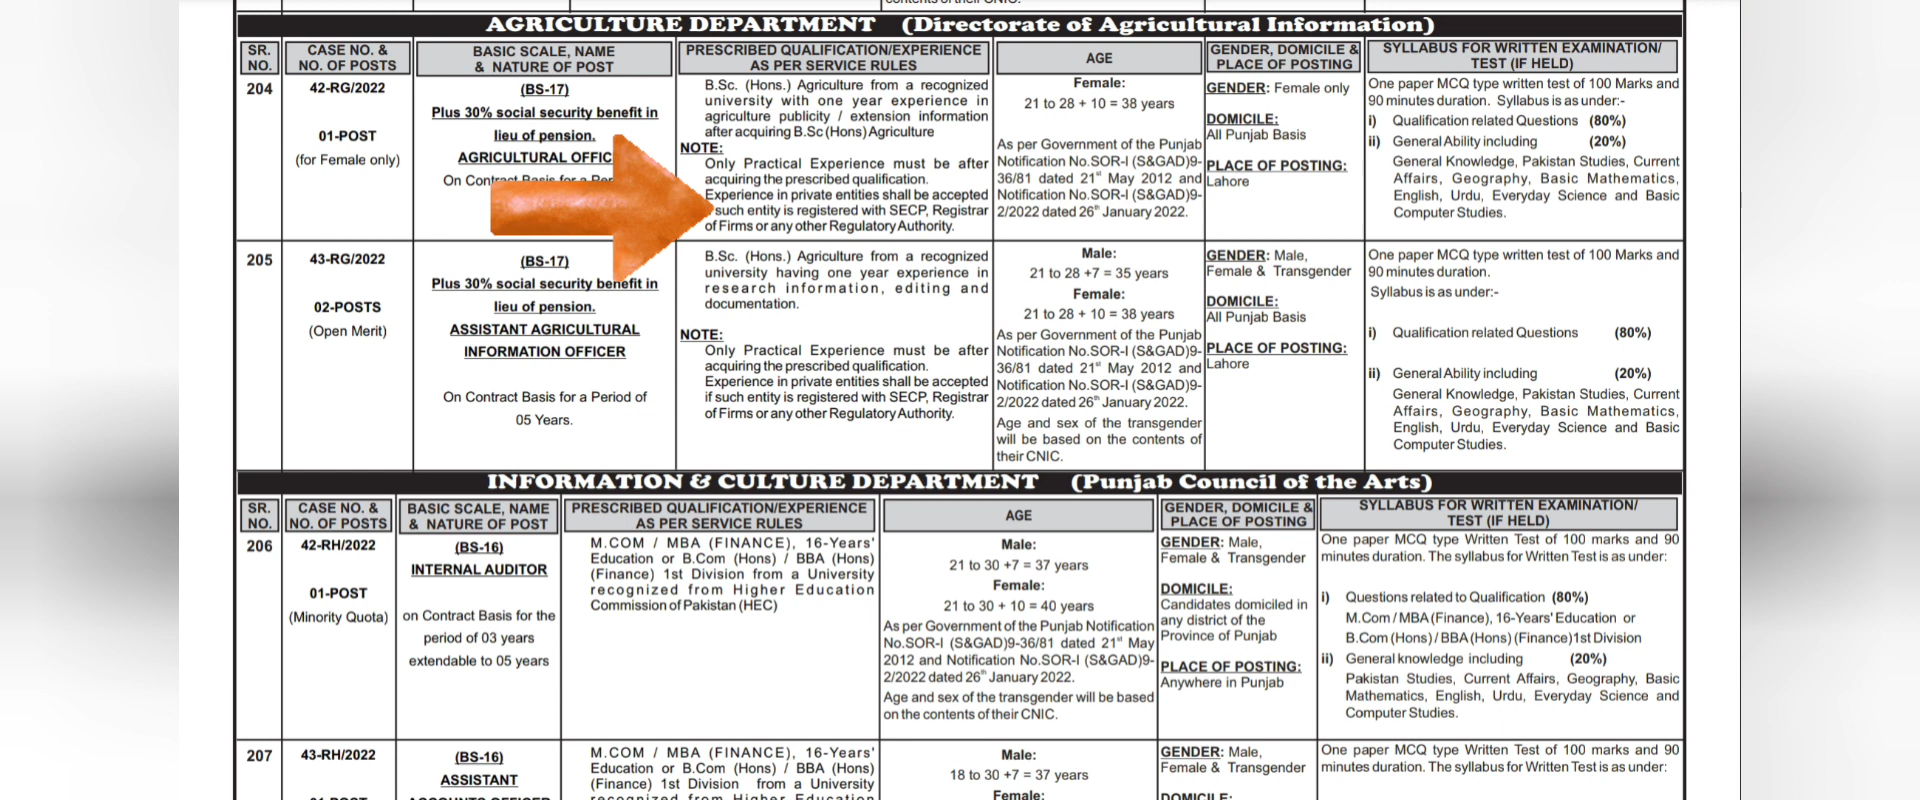 contents of their CNIC.
AGRICULTURE DEPARTMENT (Directorate of Agricultural Information)
SR. NO.
CASE NO. & NO. OF POSTS
BASIC SCALE, NAME & NATURE OF POST
PRESCRIBED QUALIFICATION/EXPERIENCE AS PER SERVICE RULES
AGE
GENDER, DOMICILE & PLACE OF POSTING
SYLLABUS FOR WRITTEN EXAMINATION/ TEST (IF HELD)
204
42-RG/2022
01-POST
(for Female only)
(BS-17)
Plus 30% social security benefit in
lieu of pension.
AGRICULTURAL
On Contract Basis for a
B.Sc. (Hons.) Agriculture from a recognized
university with one year experience in
agriculture publicity / extension information
after acquiring B.Sc (Hons) Agriculture
NOTE:
Only Practical Experience must be after
acquiring the prescribed qualification.
Experience in private entities shall be accepted
such entity is registered with SECP, Registrar
of Firms or any other Regulatory Authority.
Female:
21 to 28 + 10 = 38 years
As per Government of the Punjab
Notification No.SOR-I (S&GAD)9-
36/81 dated 21st May 2012 and
Notification No.SOR-I (S&GAD)9-
2/2022 dated 26th January 2022.
GENDER: Female only
DOMICILE:
All Punjab Basis
PLACE OF POSTING:
Lahore
One paper MCQ type written test of 100 Marks and
90 minutes duration. Syllabus is as under:-
i) Qualification related Questions (80%)
ii) General Ability including (20%)
General Knowledge, Pakistan Studies, Current
Affairs, Geography, Basic Mathematics,
English, Urdu, Everyday Science and Basic
Computer Studies.
205
43-RG/2022
02-POSTS
(Open Merit)
(BS-17)
Plus 30% social security benefit in
lieu of pension.
ASSISTANT AGRICULTURAL
INFORMATION OFFICER
On Contract Basis for a Period of
05 Years.
B.Sc. (Hons.) Agriculture from a recognized
university having one year experience in
research information, editing and
documentation.
NOTE:
Only Practical Experience must be after
acquiring the prescribed qualification.
Experience in private entities shall be accepted
if such entity is registered with SECP, Registrar
of Firms or any other Regulatory Authority.
Male:
21 to 28 +7 = 35 years
Female:
21 to 28 + 10 = 38 years
As per Government of the Punjab
Notification No.SOR-I (S&GAD)9-
36/81 dated 21st May 2012 and
Notification No.SOR-I (S&GAD)9-
2/2022 dated 26th January 2022.
Age and sex of the transgender
will be based on the contents of
their CNIC.
GENDER: Male,
Female & Transgender
DOMICILE:
All Punjab Basis
PLACE OF POSTING:
Lahore
One paper MCQ type written test of 100 Marks and
90 minutes duration.
Syllabus is as under:-
i) Qualification related Questions (80%)
ii) General Ability including (20%)
General Knowledge, Pakistan Studies, Current
Affairs, Geography, Basic Mathematics,
English, Urdu, Everyday Science and Basic
Computer Studies.
INFORMATION & CULTURE DEPARTMENT (Punjab Council of the Arts)
SR. NO.
CASE NO. & NO. OF POSTS
BASIC SCALE, NAME & NATURE OF POST
PRESCRIBED QUALIFICATION/EXPERIENCE AS PER SERVICE RULES
AGE
GENDER, DOMICILE & PLACE OF POSTING
SYLLABUS FOR WRITTEN EXAMINATION/ TEST (IF HELD)
206
42-RH/2022
01-POST
(Minority Quota)
(BS-16)
INTERNAL AUDITOR
on Contract Basis for the
period of 03 years
extendable to 05 years
M.COM / MBA (FINANCE), 16-Years'
Education or B.Com (Hons) / BBA (Hons)
(Finance) 1st Division from a University
recognized from Higher Education
Commission of Pakistan (HEC)
Male:
21 to 30 +7 = 37 years
Female:
21 to 30 + 10 = 40 years
As per Government of the Punjab Notification
No.SOR-I (S&GAD)9-36/81 dated 21st May
2012 and Notification No.SOR-I (S&GAD)9-
2/2022 dated 26th January 2022.
Age and sex of the transgender will be based
on the contents of their CNIC.
GENDER: Male,
Female & Transgender
DOMICILE:
Candidates domiciled in
any district of the
Province of Punjab
PLACE OF POSTING:
Anywhere in Punjab
One paper MCQ type Written Test of 100 marks and 90
minutes duration. The syllabus for Written Test is as under:
i) Questions related to Qualification (80%)
M.Com / MBA (Finance), 16-Years' Education or
B.Com (Hons) / BBA (Hons) (Finance) 1st Division
ii) General knowledge including (20%)
Pakistan Studies, Current Affairs, Geography, Basic
Mathematics, English, Urdu, Everyday Science and
Computer Studies.
207
43-RH/2022
01-POST
(BS-16)
ASSISTANT
ACCOUNTS OFFICER
M.COM / MBA (FINANCE), 16-Years'
Education or B.Com (Hons) / BBA (Hons)
(Finance) 1st Division from a University
recognized from Higher Education
Male:
18 to 30 +7 = 37 years
Female:
GENDER: Male,
Female & Transgender
DOMICILE:
One paper MCQ type Written Test of 100 marks and 90
minutes duration. The syllabus for Written Test is as under: